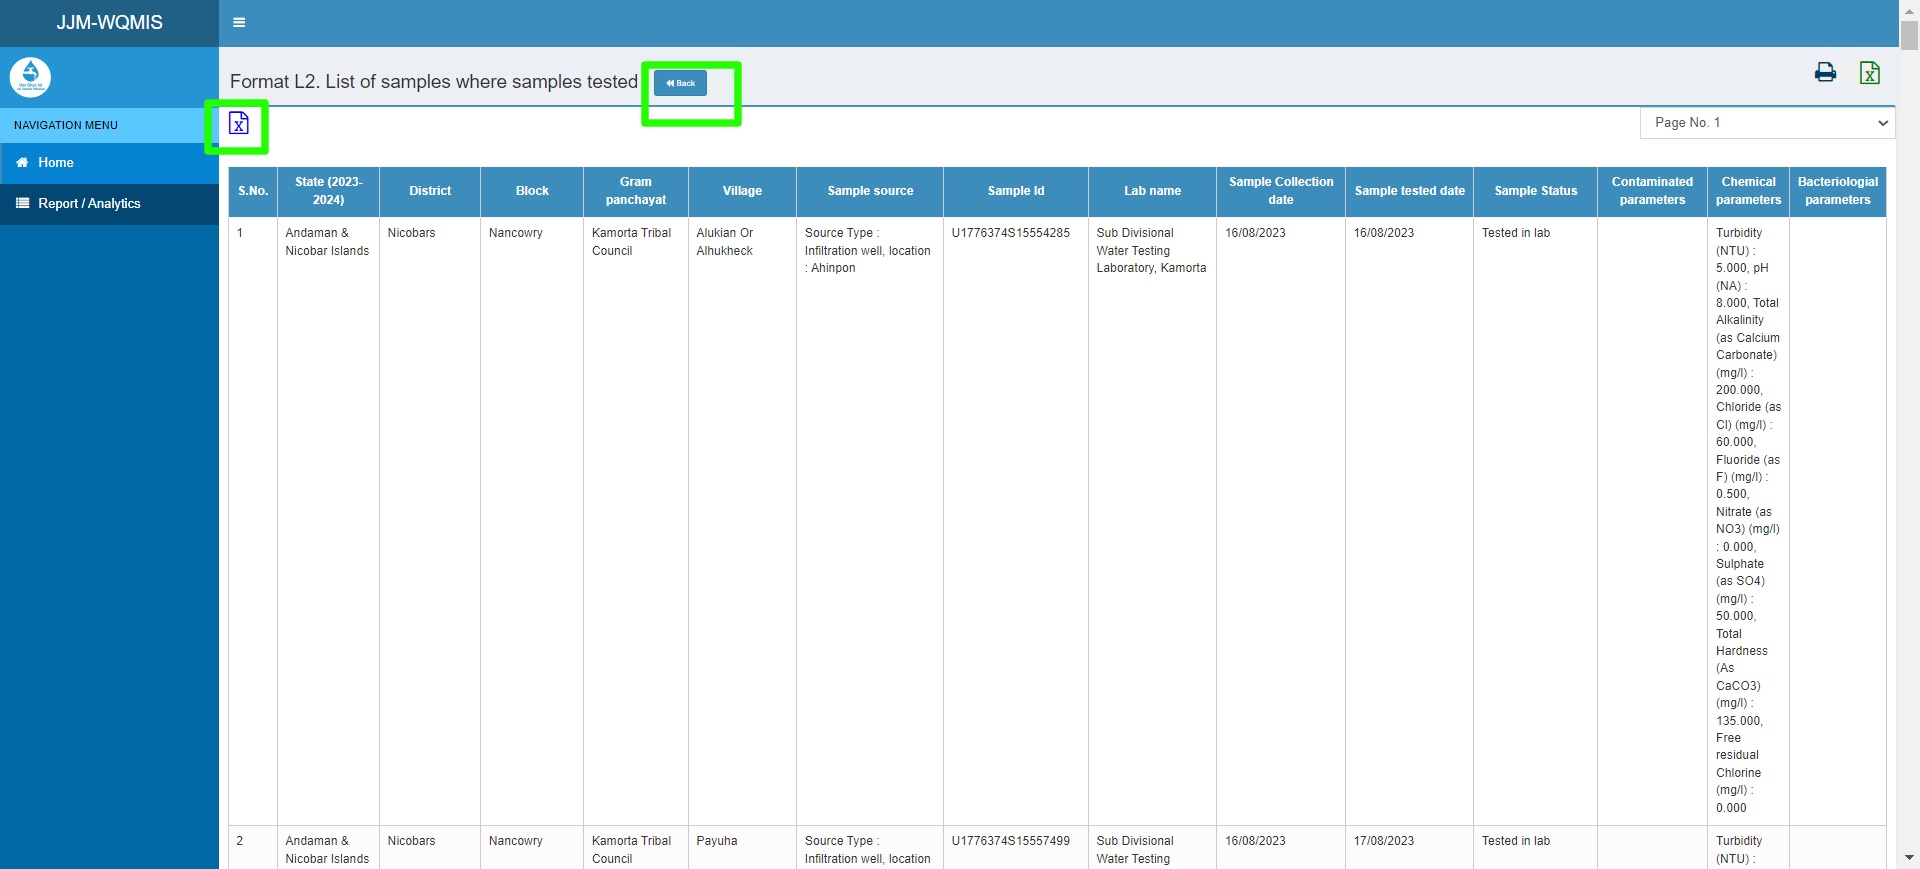 JJM-WQMIS
Format L2. List of samples where samples tested
Back
NAVIGATION MENU
Home
Report / Analytics
Page No. 1
S.No.
State (2023-
2024)
District
Block
Gram
panchayat
Village
Sample source
Sample Id
Lab name
Sample Collection
date
Sample tested date
Sample Status
Contaminated
parameters
Chemical
parameters
Bacteriologial
parameters
1
Andaman &
Nicobar Islands
Nicobars
Nancowry
Kamorta Tribal
Council
Alukian Or
Alhukheck
Source Type :
Infiltration well, location
: Ahinpon
U1776374S15554285
Sub Divisional
Water Testing
Laboratory, Kamorta
16/08/2023
16/08/2023
Tested in lab
Turbidity
(NTU) :
5.000, pH
(NA) :
8.000, Total
Alkalinity
(as Calcium
Carbonate)
(mg/l) :
200.000,
Chloride (as
Cl) (mg/l) :
60.000,
Fluoride (as
F) (mg/l) :
0.500,
Nitrate (as
NO3) (mg/l)
: 0.000,
Sulphate
(as SO4)
(mg/l) :
50.000,
Total
Hardness
(As
CaCO3)
(mg/l) :
135.000,
Free
residual
Chlorine
(mg/l) :
0.000
2
Andaman &
Nicobar Islands
Nicobars
Nancowry
Kamorta Tribal
Council
Payuha
Source Type :
Infiltration well, location
U1776374S15557499
Sub Divisional
Water Testing
16/08/2023
17/08/2023
Tested in lab
Turbidity
(NTU) :